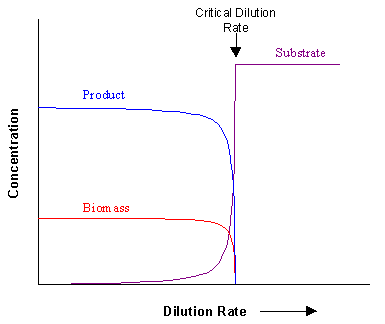 Critical Dilution
Rate
Substrate
Product
Biomass
Concentration
Dilution Rate